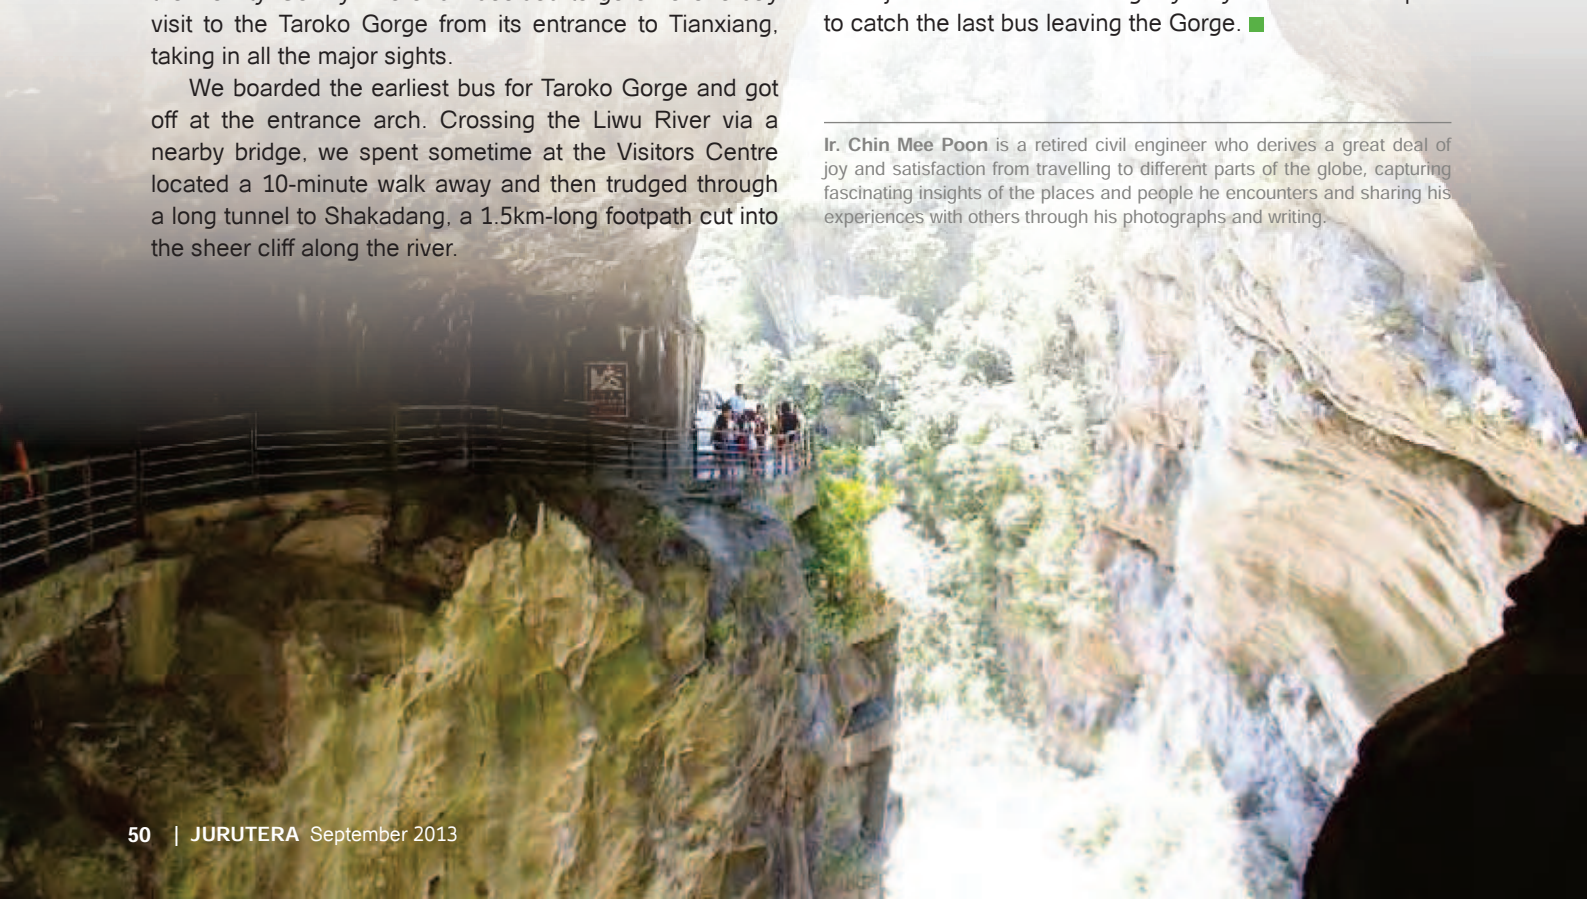 visit to the Taroko Gorge from its entrance to Tianxiang,
taking in all the major sights.
We boarded the earliest bus for Taroko Gorge and got
off at the entrance arch. Crossing the Liwu River via a
nearby bridge, we spent sometime at the Visitors Centre
located a 10-minute walk away and then trudged through
a long tunnel to Shakadang, a 1.5km-long footpath cut into
the sheer cliff along the river.
to catch the last bus leaving the Gorge.
Ir. Chin Mee Poon is a retired civil engineer who derives a great deal of
joy and satisfaction from travelling to different parts of the globe, capturing
fascinating insights of the places and people he encounters and sharing his
experiences with others through his photographs and writing.
50 | JURUTERA September 2013